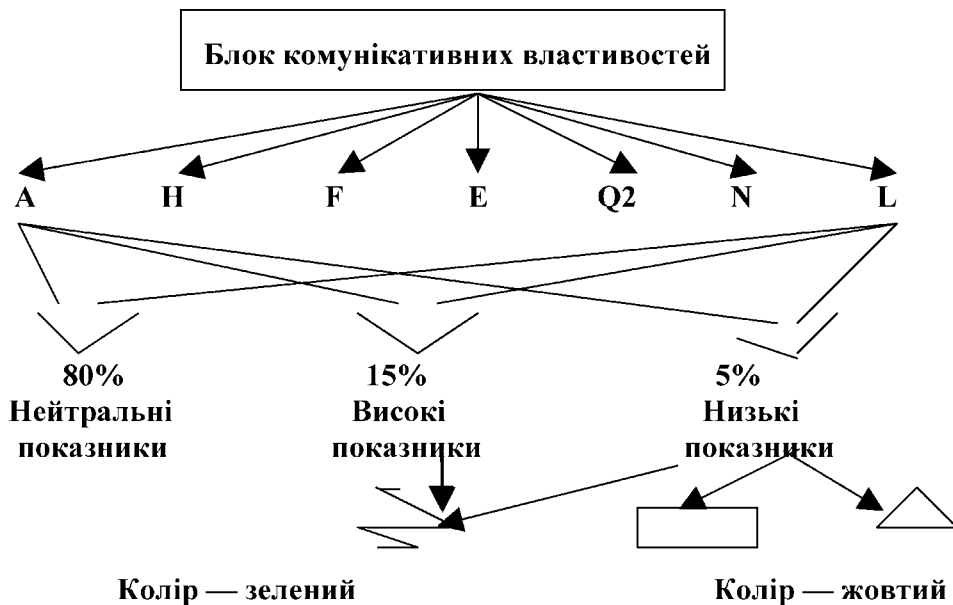 Блок комунікативних властивостей
A H F E Q2 N L
80% 15% 5%
Нейтральні Високі Низькі
показники показники показники
Колір — зелений Колір — жовтий